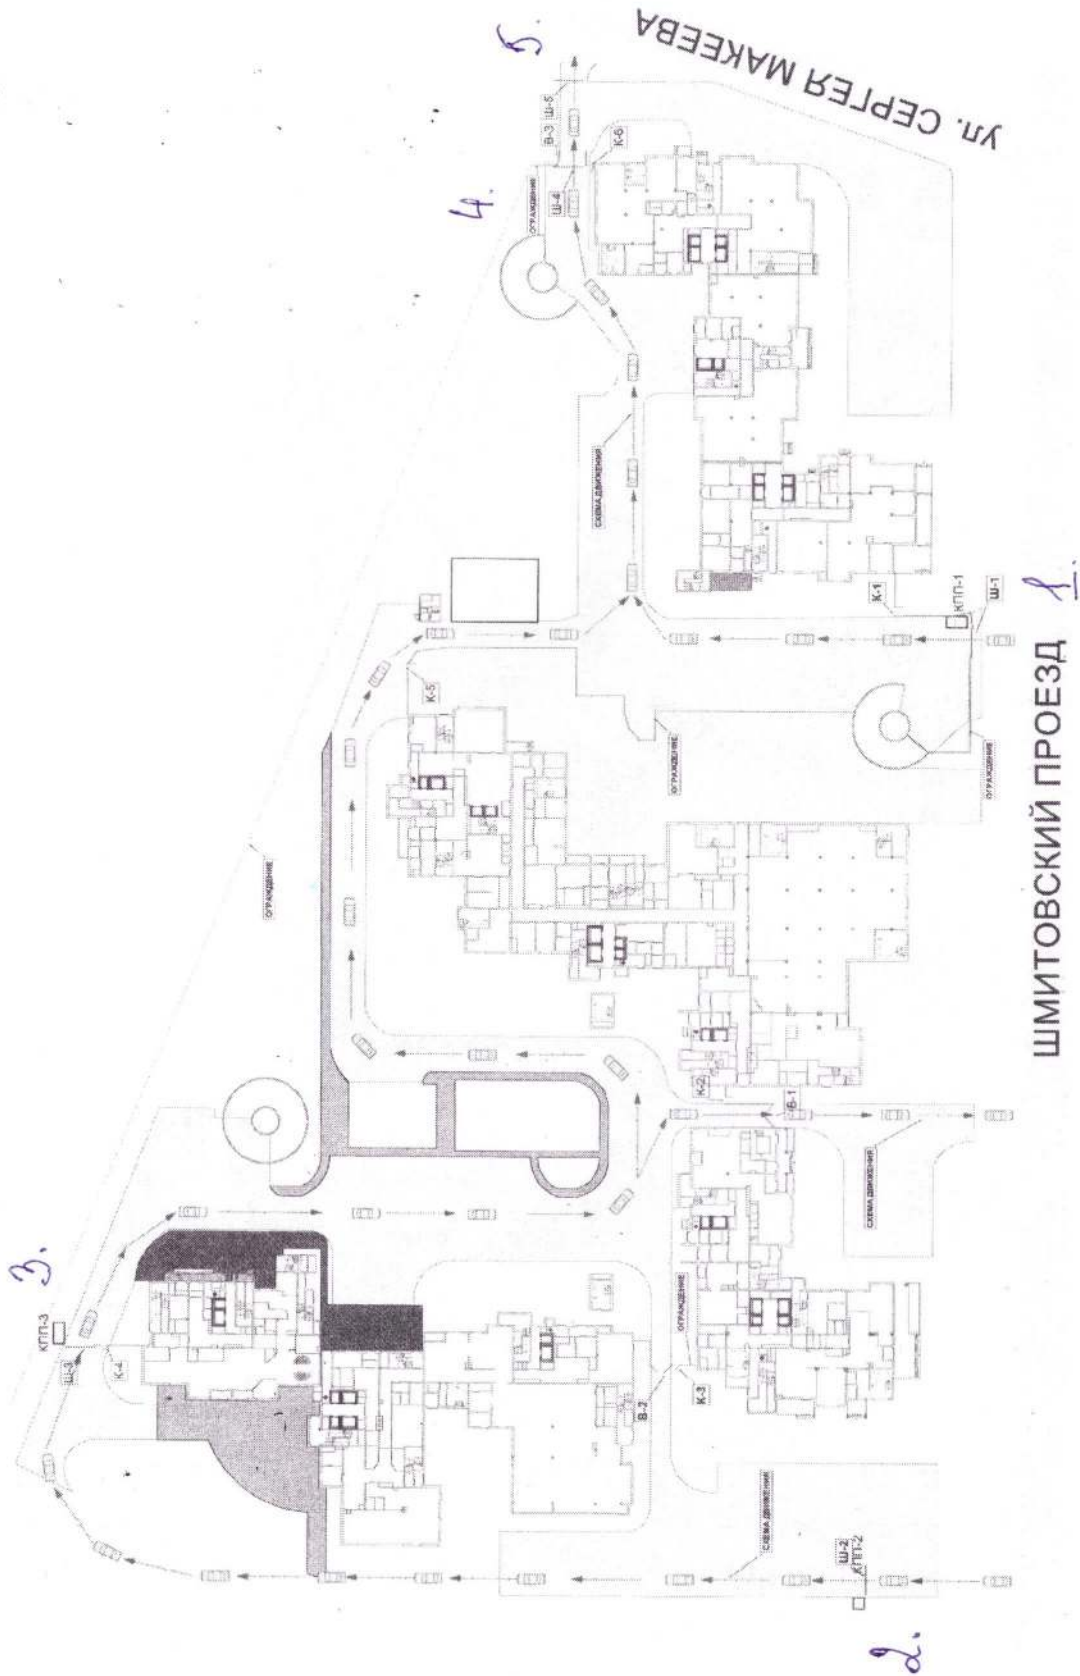 5.
ул. СЕРГЕЯ МАКЕЕВА
В-3
Ш-5
4.
ОГРАЖДЕНИЕ
Ш-4
К-6
СХЕМА ДВИЖЕНИЯ
К-1
КПП-1
Ш-1
1.
ШМИТОВСКИЙ ПРОЕЗД
К-5
ОГРАЖДЕНИЕ
ОГРАЖДЕНИЕ
ОГРАЖДЕНИЕ
К-2
В-1
СХЕМА ДВИЖЕНИЯ
3.
КПП-3
Ш-3
К-4
ОГРАЖДЕНИЕ
В-2
К-3
СХЕМА ДВИЖЕНИЯ
Ш-2
КПП-2
2.